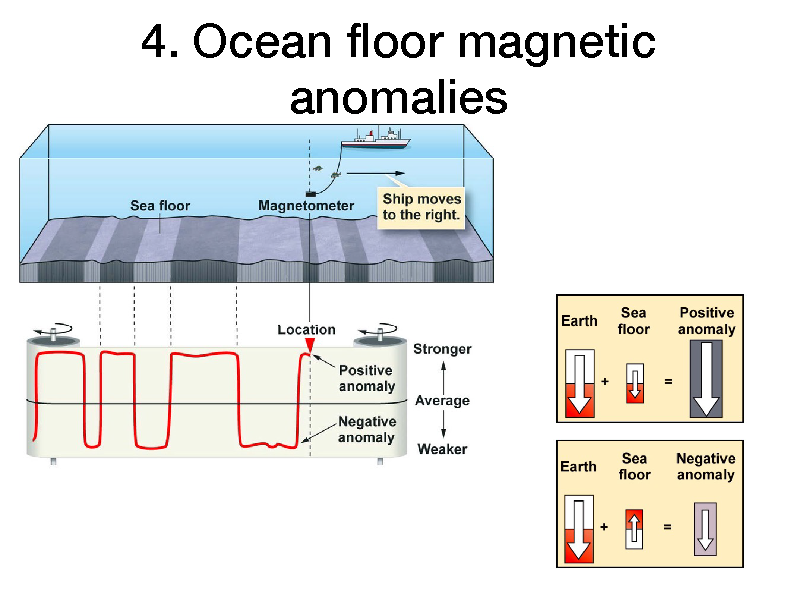 4. Ocean floor magnetic
anomalies
Sea floor
Magnetometer
Ship moves
to the right.
Location
Stronger
Positive
anomaly
Average
Negative
anomaly
Weaker
Earth
Sea
floor
Positive
anomaly
+
=
Earth
Sea
floor
Negative
anomaly
+
=